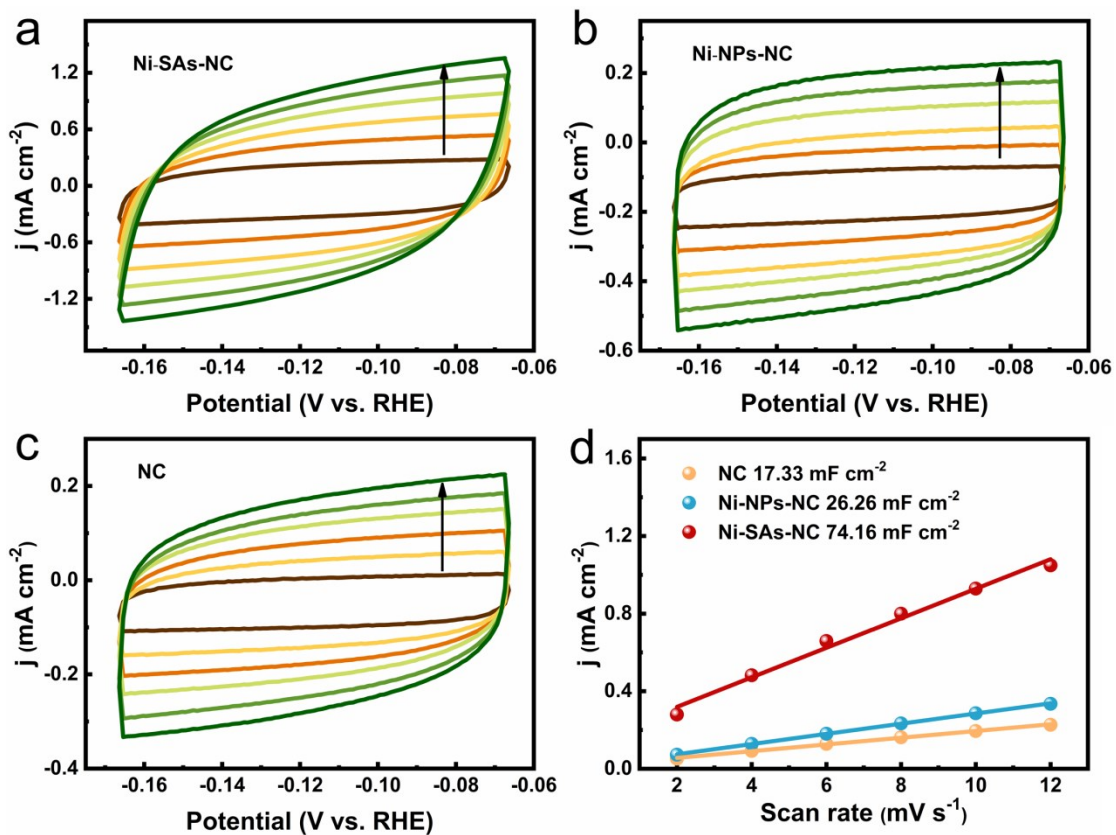 a
Ni-SAs-NC
j (mA cm⁻²)
1.2
0.6
0.0
-0.6
-1.2
-0.16 -0.14 -0.12 -0.10 -0.08 -0.06
Potential (V vs. RHE)
b
Ni-NPs-NC
j (mA cm⁻²)
0.2
0.0
-0.2
-0.4
-0.6
-0.16 -0.14 -0.12 -0.10 -0.08 -0.06
Potential (V vs. RHE)
c
NC
j (mA cm⁻²)
0.2
0.0
-0.2
-0.4
-0.16 -0.14 -0.12 -0.10 -0.08 -0.06
Potential (V vs. RHE)
d
NC 17.33 mF cm⁻²
Ni-NPs-NC 26.26 mF cm⁻²
Ni-SAs-NC 74.16 mF cm⁻²
j (mA cm⁻²)
1.6
1.2
0.8
0.4
0.0
2 4 6 8 10 12
Scan rate (mV s⁻¹)